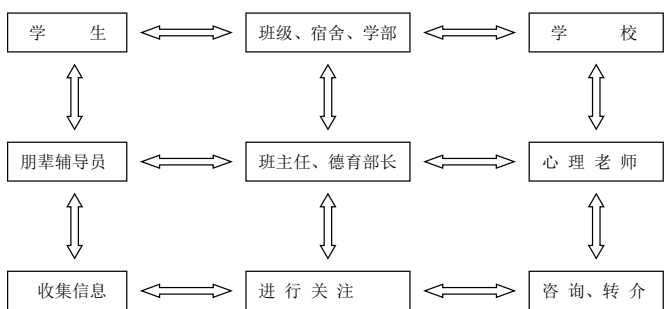 学 生
班级、宿舍、学部
学 校
朋辈辅导员
班主任、德育部长
心 理 老 师
收集信息
进 行 关 注
咨 询、转 介